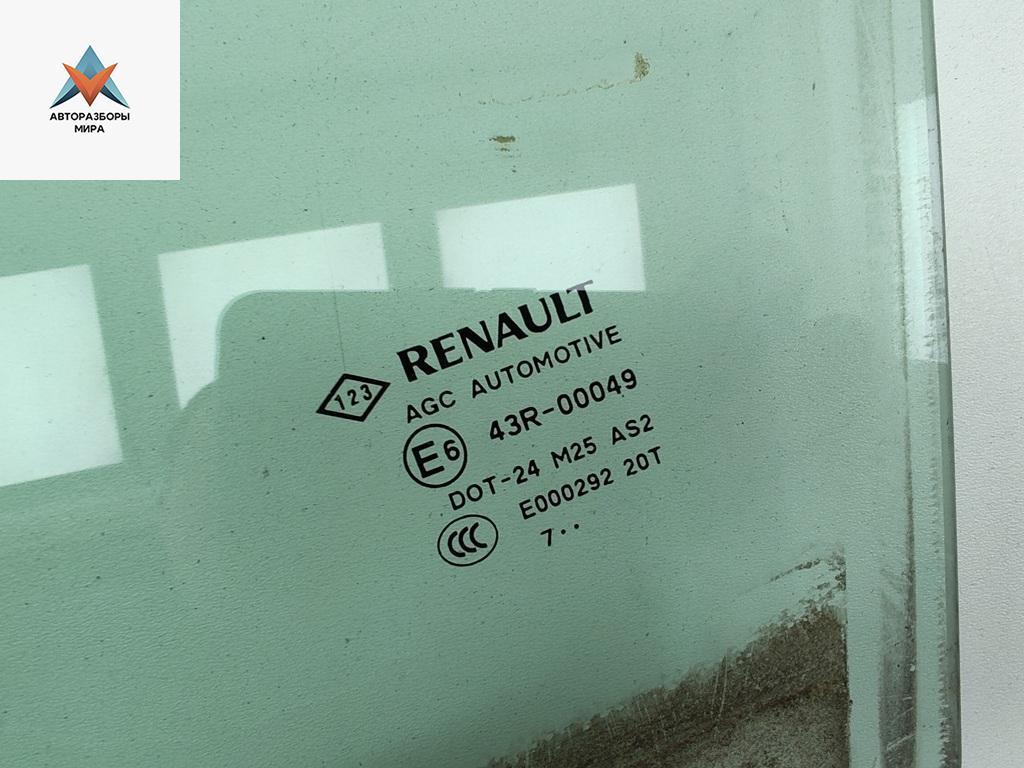 АВТОРАЗБОРЫ
МИРА
RENAULT
123
AGC AUTOMOTIVE
E6
43R-00049
DOT-24 M25 AS2
CCC
E000292 20T
7··